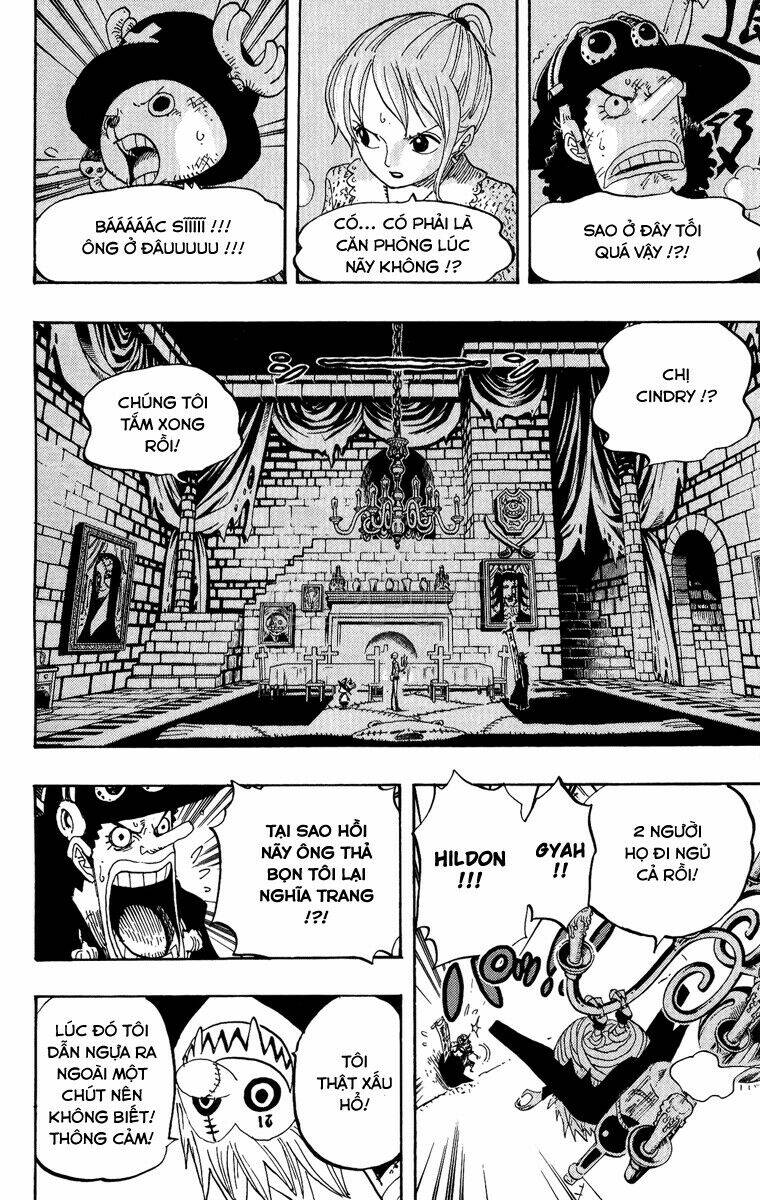 SAO Ở ĐÂY TỐI
QUÁ VẬY !?!
CÓ... CÓ PHẢI LÀ
CĂN PHÒNG LÚC
NÃY KHÔNG !?
BÁÁÁÁÁC SĨĨĨĨĨ !!!
ÔNG Ở ĐÂUUUUU !!!
CHỊ
CINDRY !?
CHÚNG TÔI
TẮM XONG
RỒI!
2 NGƯỜI
HỌ ĐI NGỦ
CẢ RỒI!
GYAH
!!
HILDON
!!!
TẠI SAO HỒI
NÃY ÔNG THẢ
BỌN TÔI LẠI
NGHĨA TRANG
!?!
TÔI
THẬT XẤU
HỔ!
LÚC ĐÓ TÔI
DẪN NGỰA RA
NGOÀI MỘT
CHÚT NÊN
KHÔNG BIẾT!
THÔNG CẢM!